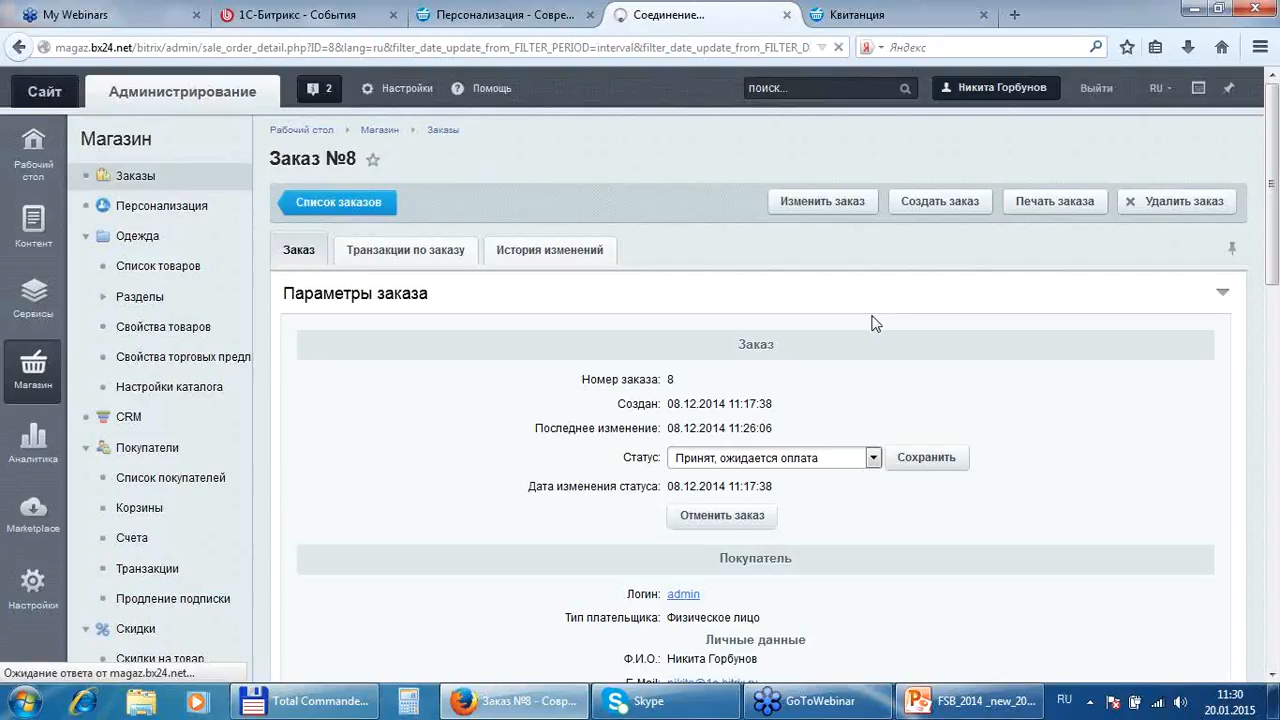 My Webinars
1С-Битрикс - События
Персонализация - Совре...
Соединение...
Квитанция
magaz.bx24.net/bitrix/admin/sale_order_detail.php?ID=8&lang=ru&filter_date_update_from_FILTER_PERIOD=interval&filter_date_update_from_FILTER_D
Яндекс
Сайт
Администрирование
2
Настройки
Помощь
поиск...
Никита Горбунов
Выйти
RU
Рабочий стол
Магазин
Заказы
Рабочий
стол
Контент
Сервисы
Магазин
Аналитика
Marketplace
Настройки
Магазин
Заказы
Персонализация
Одежда
Список товаров
Разделы
Свойства товаров
Свойства торговых предл
Настройки каталога
CRM
Покупатели
Список покупателей
Корзины
Счета
Транзакции
Продление подписки
Скидки
Скидки на товар
Заказ №8
Список заказов
Изменить заказ
Создать заказ
Печать заказа
Удалить заказ
Заказ
Транзакции по заказу
История изменений
Параметры заказа
Заказ
Номер заказа: 8
Создан: 08.12.2014 11:17:38
Последнее изменение: 08.12.2014 11:26:06
Статус: Принят, ожидается оплата Сохранить
Дата изменения статуса: 08.12.2014 11:17:38
Отменить заказ
Покупатель
Логин: admin
Тип плательщика: Физическое лицо
Личные данные
Ф.И.О.: Никита Горбунов
E-Mail: nikita@1c-bitrix.ru
Ожидание ответа от magaz.bx24.net...
Total Commande...
Заказ №8 - Совр...
Skype
GoToWebinar
FSB_2014 _new_20...
RU
11:30
20.01.2015